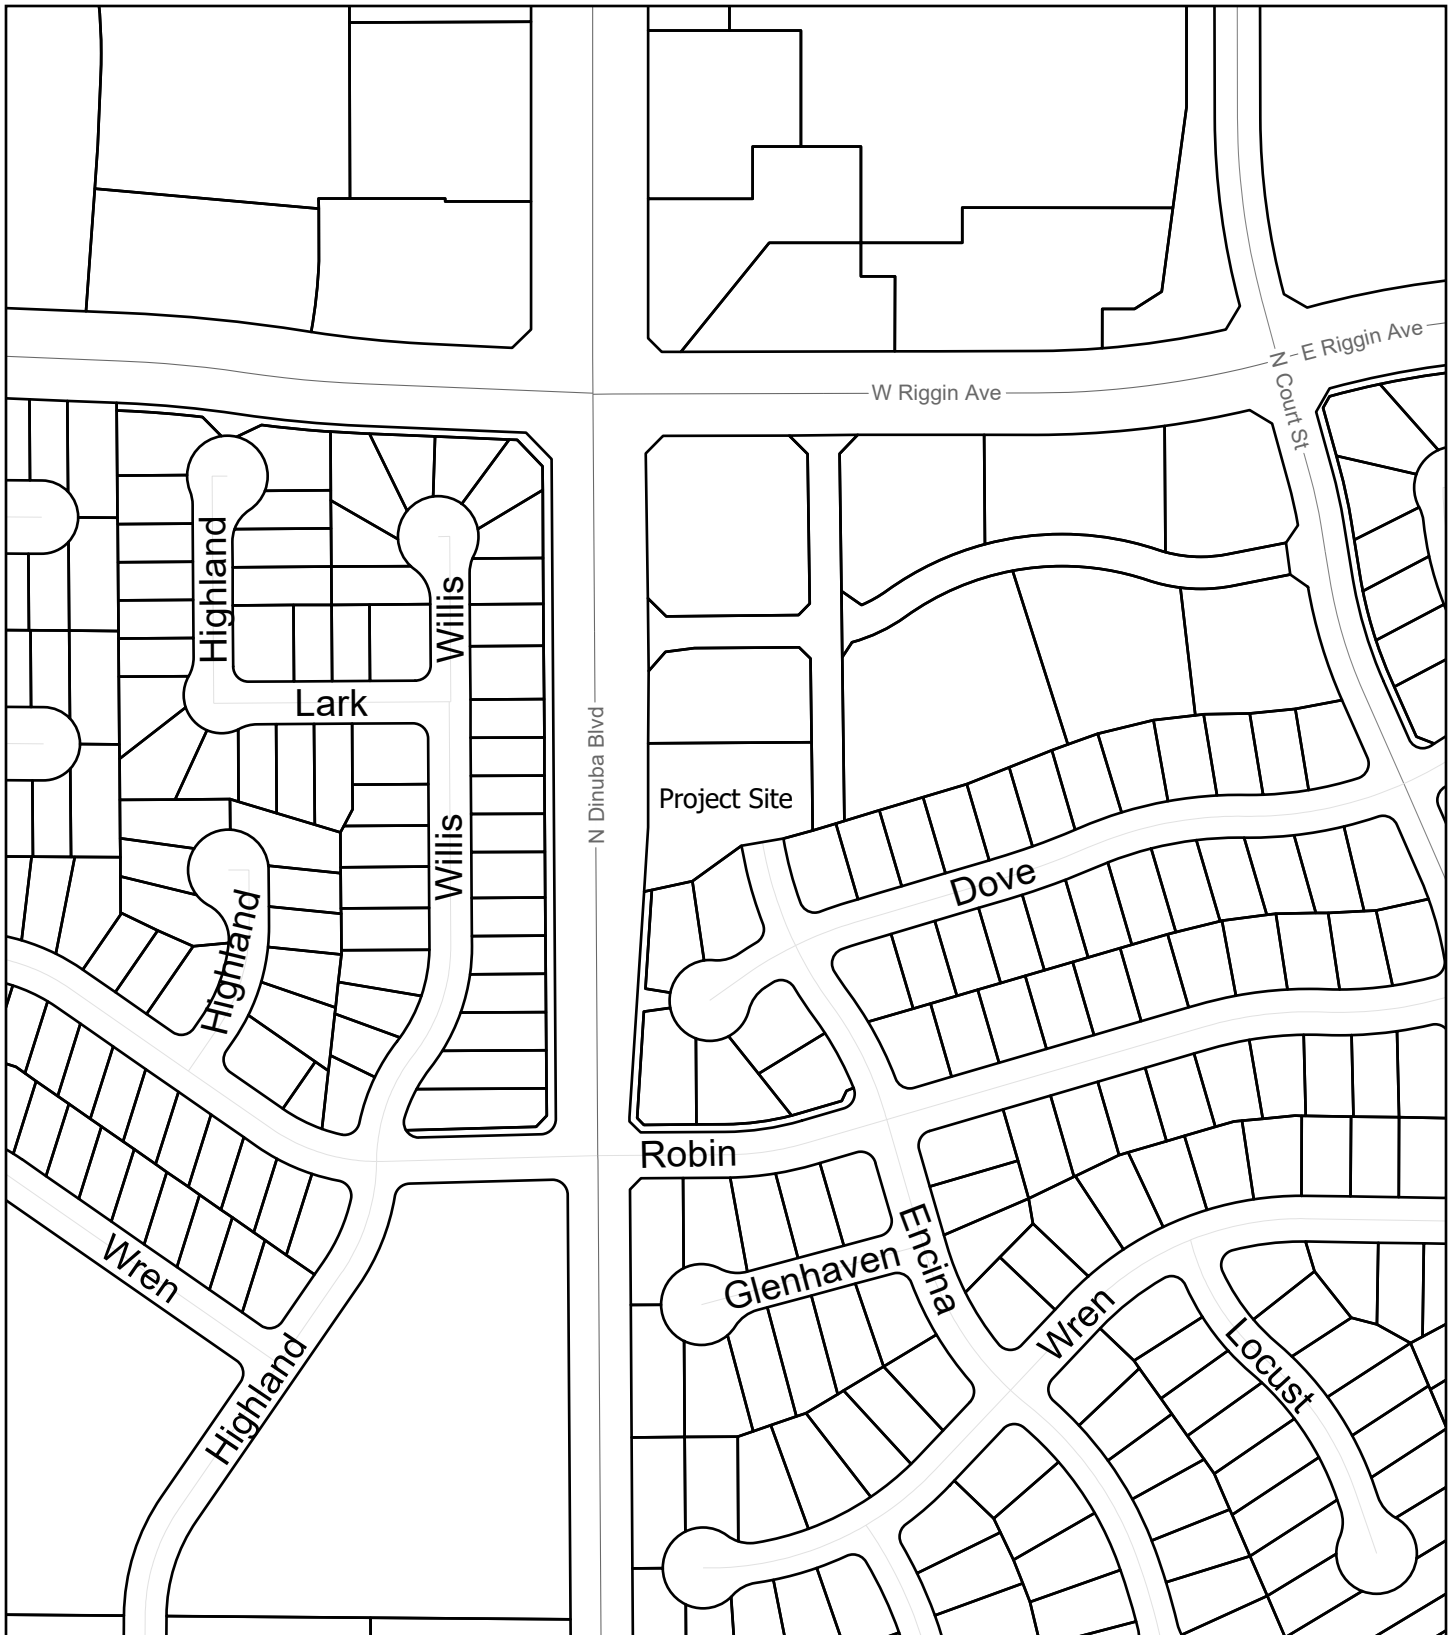 E Riggin Ave
W Riggin Ave
N Court St
Highland
Willis
Lark
N Dinuba Blvd
Project Site
Willis
Dove
Highland
Robin
Encina
Wren
Glenhaven
Wren
Locust
Highland